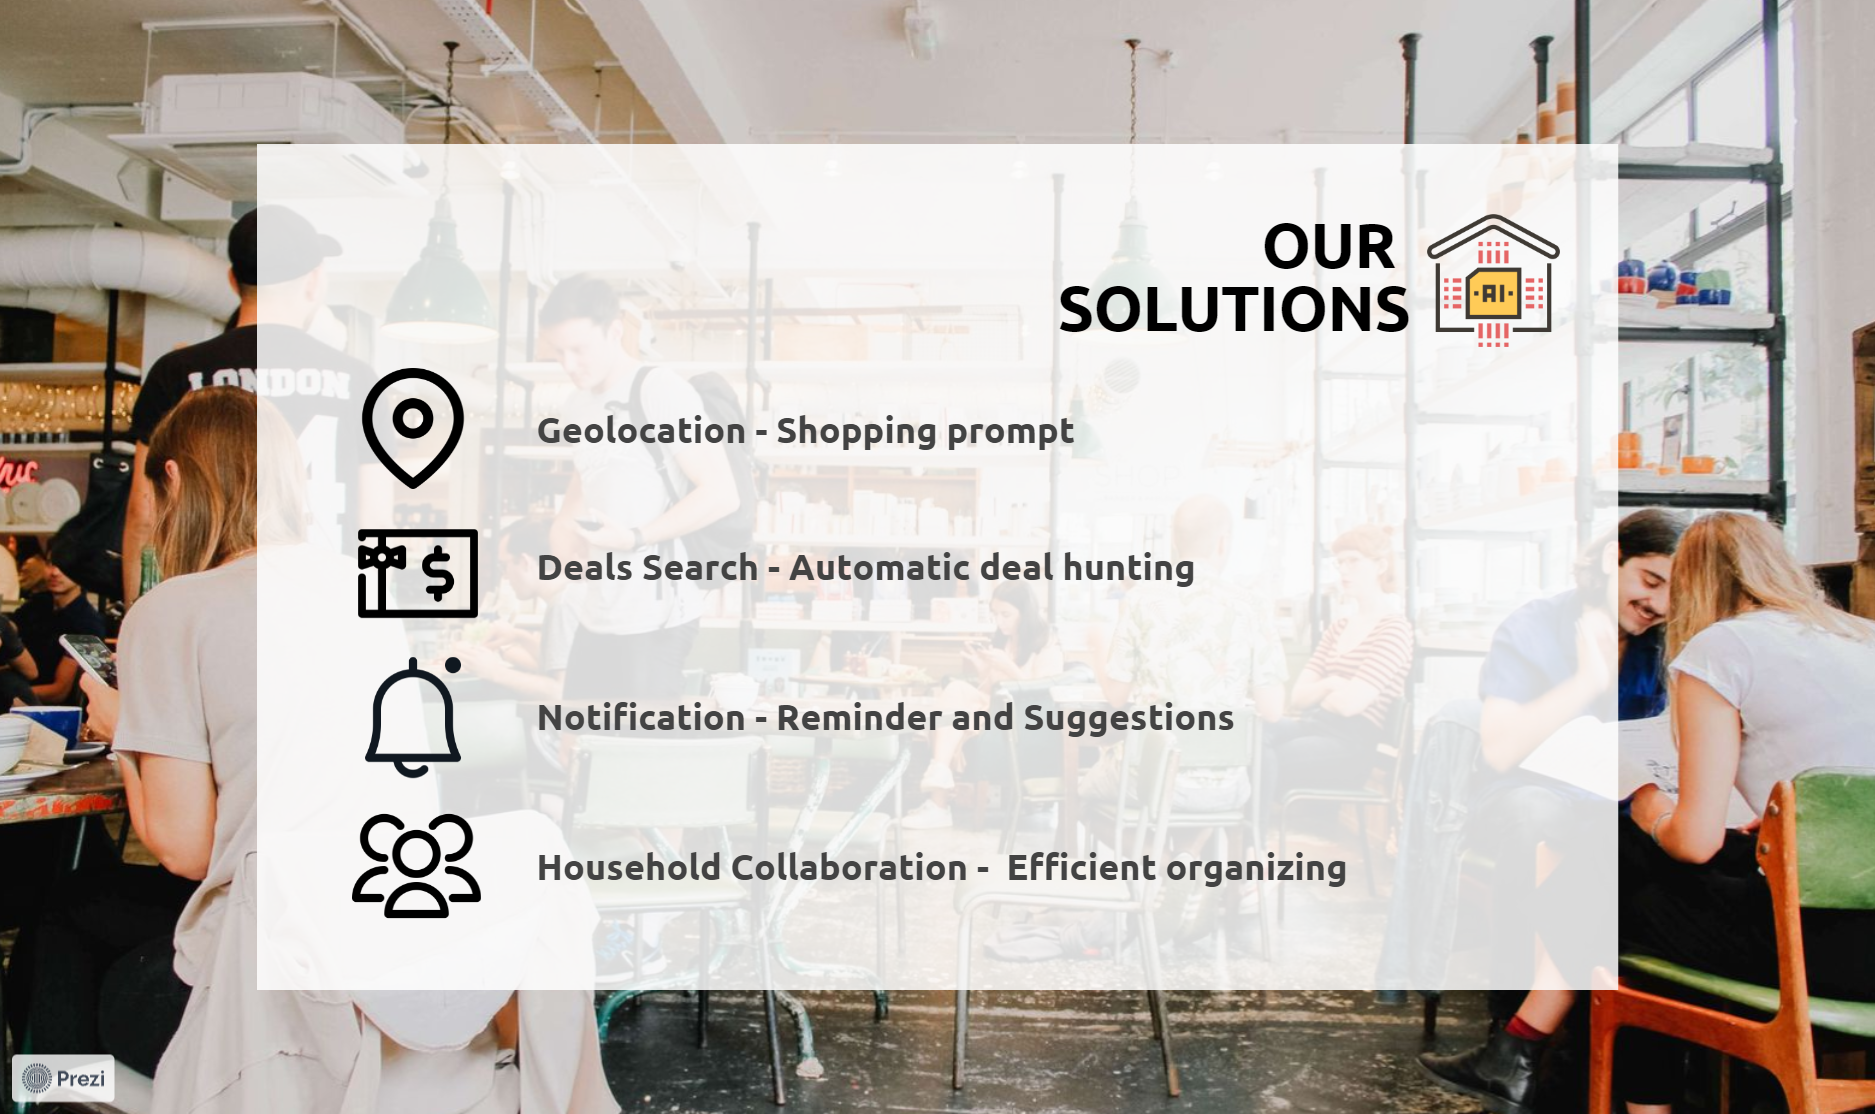 OUR
SOLUTIONS
AI
Geolocation - Shopping prompt
Deals Search - Automatic deal hunting
$
Notification - Reminder and Suggestions
Household Collaboration -  Efficient organizing
LONDON
Prezi